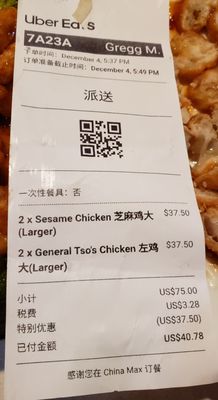 Uber Eats
7A23A Gregg M.
下单时间: December 4, 5:37 PM
订单准备截止时间: December 4, 5:49 PM
派送
一次性餐具: 否
2 x Sesame Chicken 芝麻鸡大 $37.50
(Larger)
2 x General Tso's Chicken 左鸡 $37.50
大(Larger)
小计 US$75.00
税费 US$3.28
特别优惠 (US$37.50)
已付金额 US$40.78
感谢您在 China Max 订餐